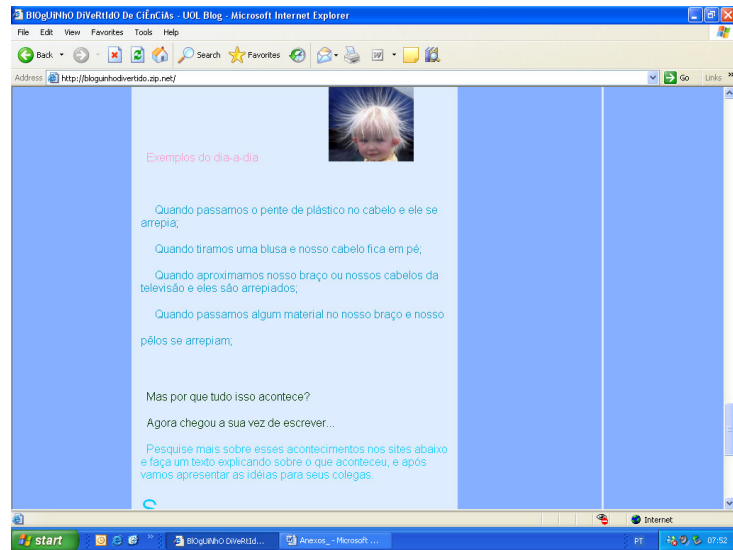 BlOgUiNhO DiVeRtIdO De CiÊnCiAs - UOL Blog - Microsoft Internet Explorer
File Edit View Favorites Tools Help
Back Search Favorites
Address http://bloguinhodivertido.zip.net/ Go Links
Exemplos do dia-a-dia
Quando passamos o pente de plástico no cabelo e ele se
arrepia;
Quando tiramos uma blusa e nosso cabelo fica em pé;
Quando aproximamos nosso braço ou nossos cabelos da
televisão e eles são arrepiados;
Quando passamos algum material no nosso braço e nosso
pêlos se arrepiam;
Mas por que tudo isso acontece?
Agora chegou a sua vez de escrever...
Pesquise mais sobre esses acontecimentos nos sites abaixo
e faça um texto explicando sobre o que aconteceu, e após
vamos apresentar as idéias para seus colegas.
Internet
start BlOgUiNhO DiVeRtId... Anexos_ - Microsoft ... PT 07:52